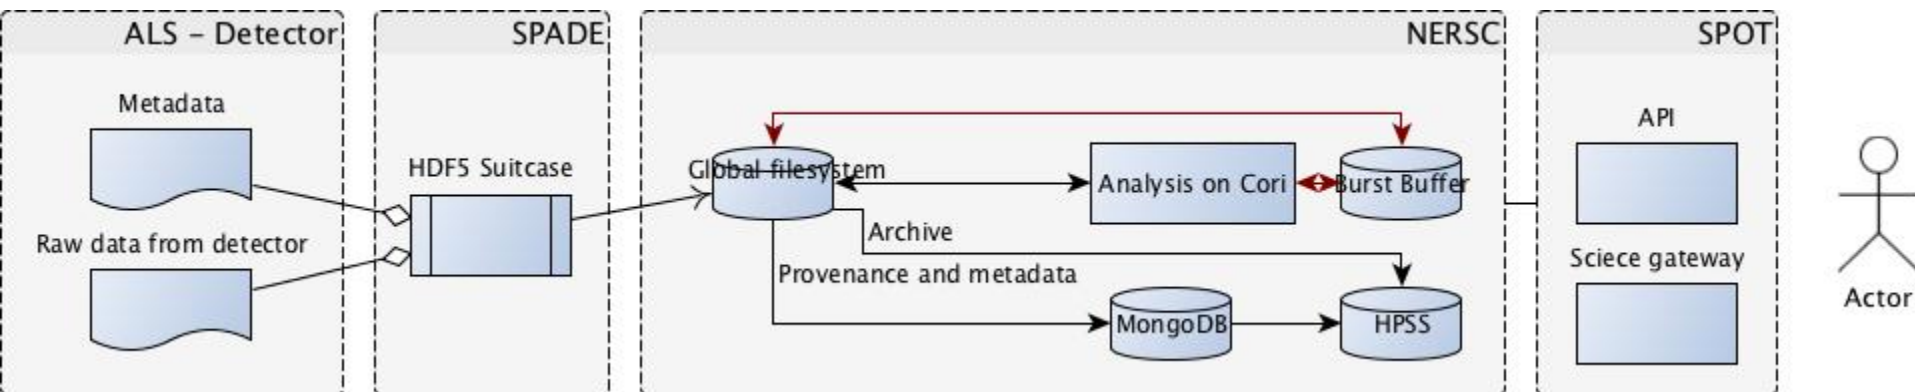 ALS – Detector
SPADE
NERSC
SPOT
Metadata
Raw data from detector
HDF5 Suitcase
Global filesystem
Analysis on Cori
Burst Buffer
Archive
Provenance and metadata
MongoDB
HPSS
API
Sciece gateway
Actor